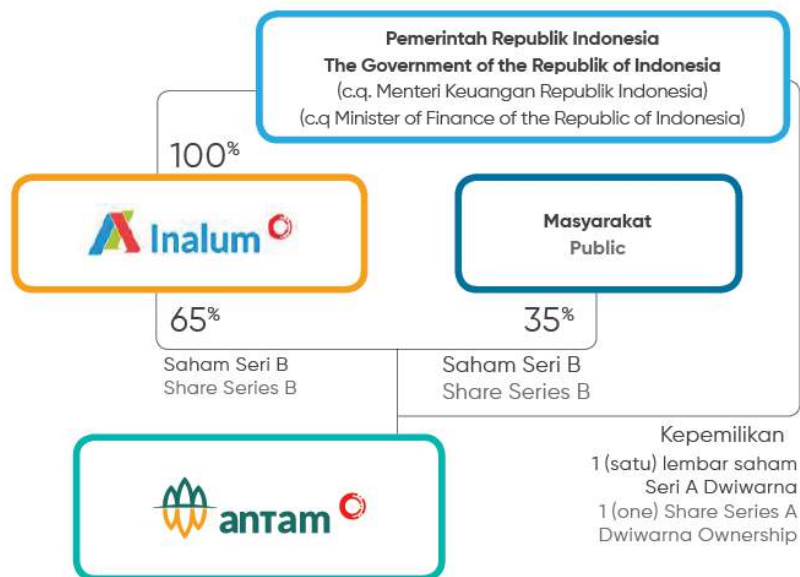 Pemerintah Republik Indonesia
The Government of the Republik of Indonesia
(c.q. Menteri Keuangan Republik Indonesia)
(c.q Minister of Finance of the Republic of Indonesia)
100%
Inalum
Masyarakat
Public
65%
35%
Saham Seri B
Share Series B
Saham Seri B
Share Series B
antam
Kepemilikan
1 (satu) lembar saham
Seri A Dwiwarna
1 (one) Share Series A
Dwiwarna Ownership